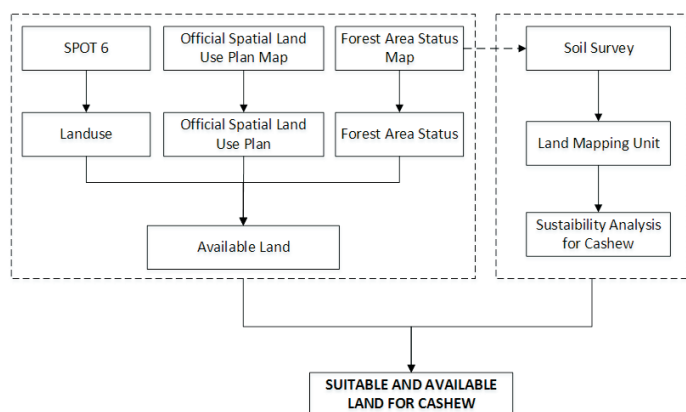 SPOT 6
Official Spatial Land
Use Plan Map
Forest Area Status
Map
Soil Survey
Landuse
Official Spatial Land
Use Plan
Forest Area Status
Land Mapping Unit
Available Land
Sustaibility Analysis
for Cashew
SUITABLE AND AVAILABLE
LAND FOR CASHEW